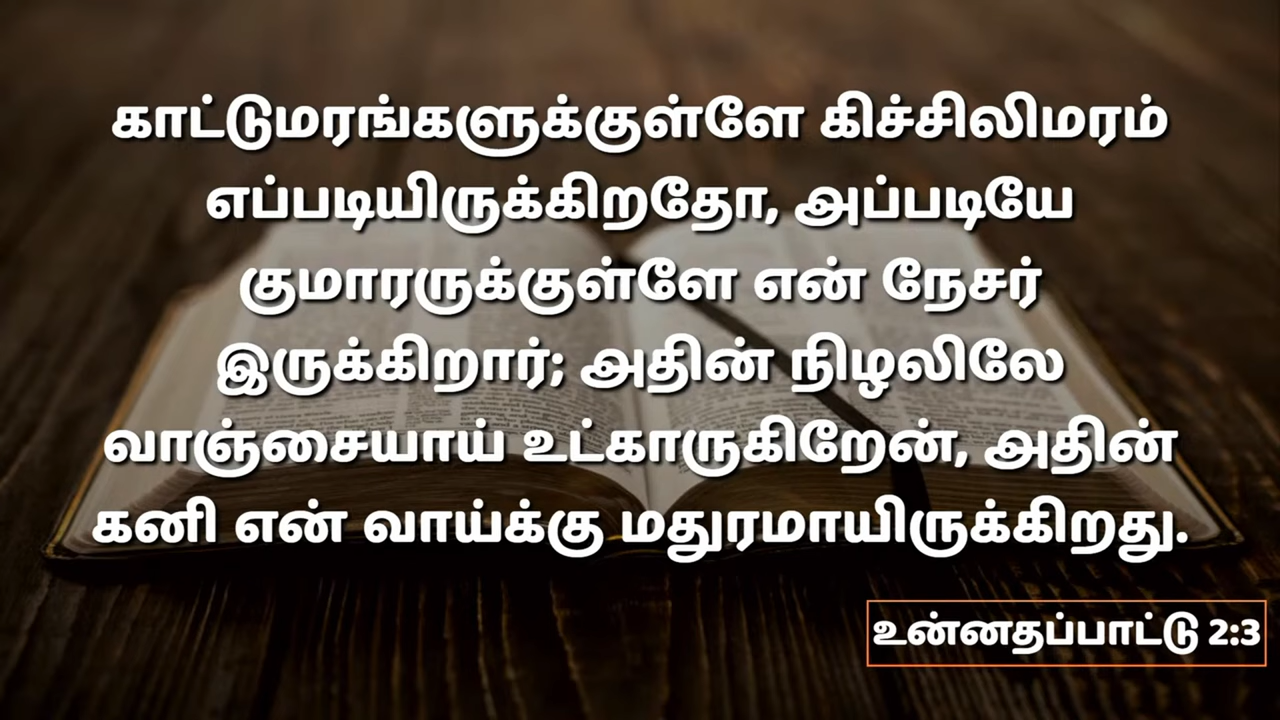 காட்டுமரங்களுக்குள்ளே கிச்சிலிமரம்
எப்படியிருக்கிறதோ, அப்படியே
குமாரருக்குள்ளே என் நேசர்
இருக்கிறார்; அதின் நிழலிலே
வாஞ்சையாய் உட்காருகிறேன், அதின்
கனி என் வாய்க்கு மதுரமாயிருக்கிறது.
உன்னதப்பாட்டு 2:3